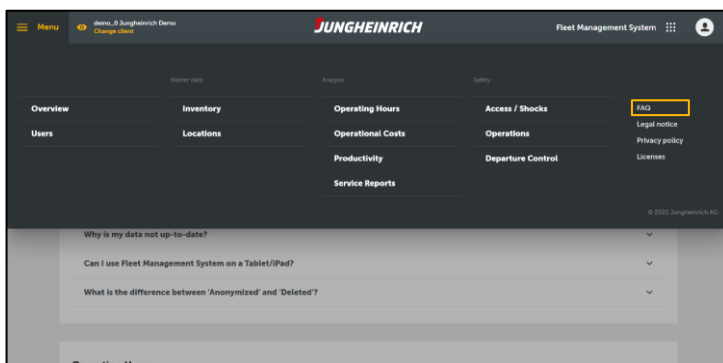 Menu
demo_0 Jungheinrich Demo
Change client
JUNGHEINRICH
Fleet Management System
Master data
Analysis
Safety
Overview
Inventory
Operating Hours
Access / Shocks
FAQ
Users
Locations
Operational Costs
Operations
Legal notice
Privacy policy
Productivity
Departure Control
Licenses
Service Reports
© 2022 Jungheinrich AG
Why is my data not up-to-date?
Can I use Fleet Management System on a Tablet/iPad?
What is the difference between 'Anonymized' and 'Deleted'?